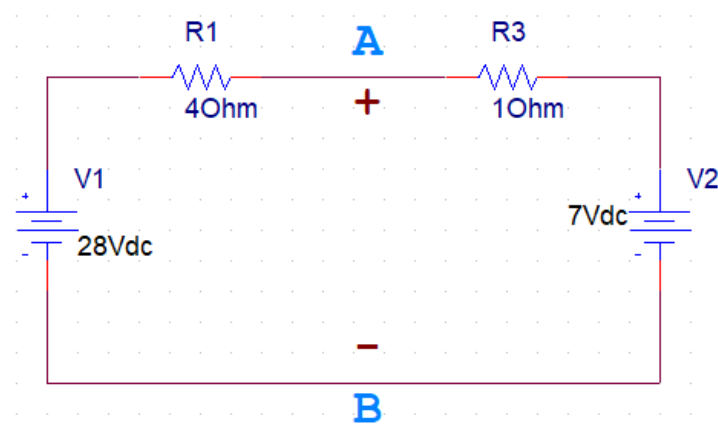 R1
A
R3
4Ohm
+
1Ohm
V1
V2
+
+
7Vdc
28Vdc
-
-
−
B